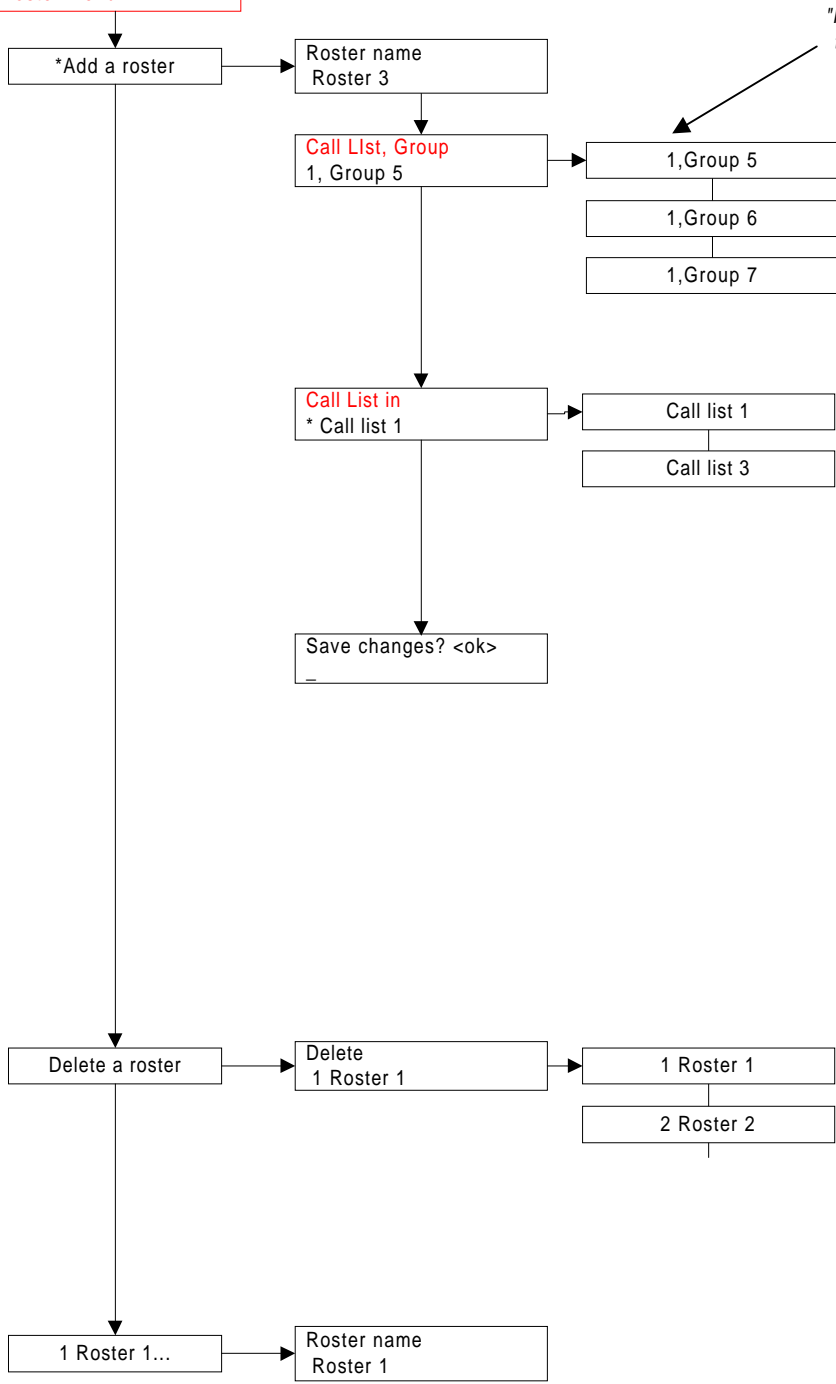 *Add a roster
Roster name
Roster 3
Call LIst, Group
1, Group 5
1,Group 5
1,Group 6
1,Group 7
Call List in
* Call list 1
Call list 1
Call list 3
Save changes? <ok>
_
Delete a roster
Delete
1 Roster 1
1 Roster 1
2 Roster 2
1 Roster 1...
Roster name
Roster 1